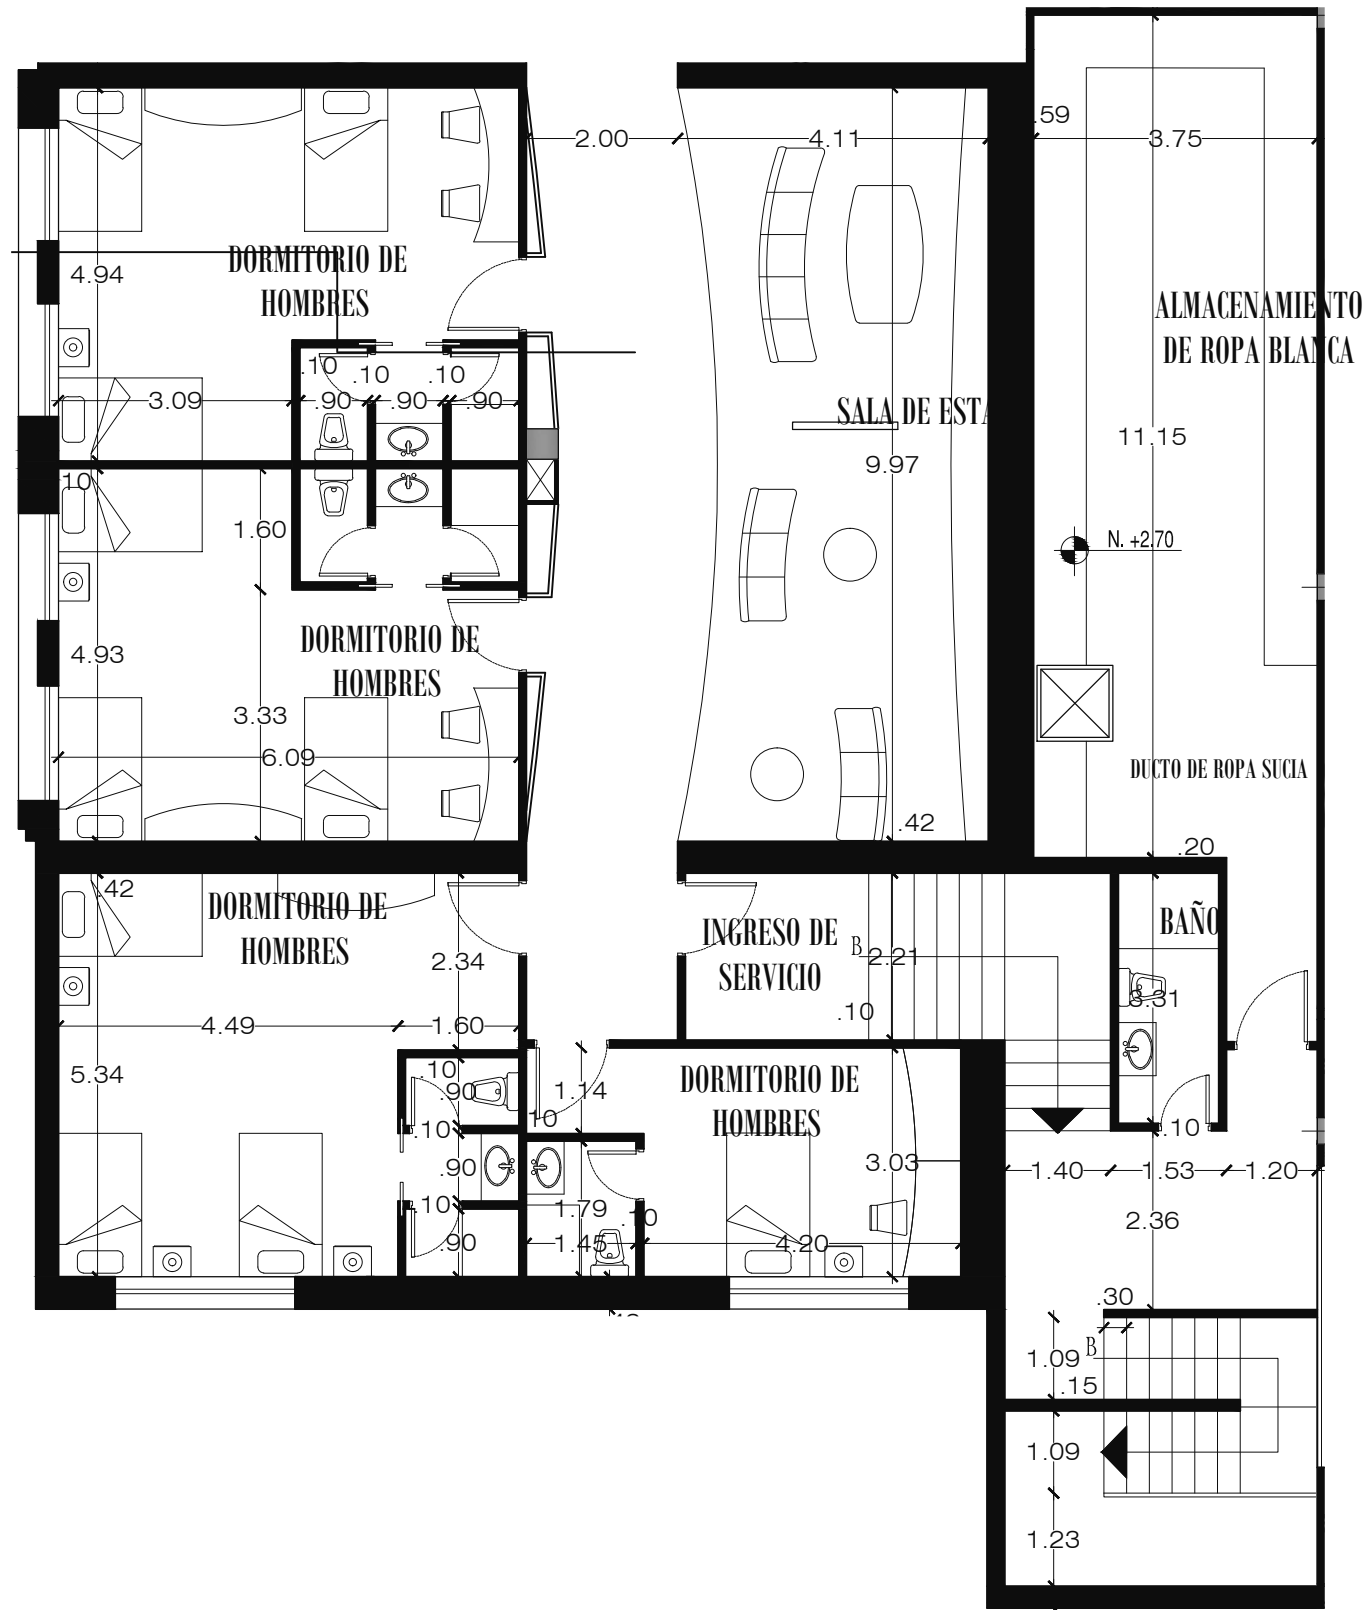 .59
2.00
4.11
3.75
DORMITORIO DE
HOMBRES
4.94
ALMACENAMIENTO
DE ROPA BLANCA
.10
.10
.10
3.09
.90
.90
.90
SALA DE ESTA
11.15
9.97
10
1.60
N. +2.70
DORMITORIO DE
HOMBRES
4.93
3.33
6.09
DUCTO DE ROPA SUCIA
.42
.20
.42
DORMITORIO DE
HOMBRES
INGRESO DE
SERVICIO
BAÑO
B
2.21
2.34
3.31
.10
4.49
1.60
5.34
.10
.90
1.14
10
DORMITORIO DE
HOMBRES
.10
.10
.90
3.03
1.40
1.53
1.20
.10
1.79
.10
2.36
.90
1.45
4.20
.30
1.09
B
.15
1.09
1.23